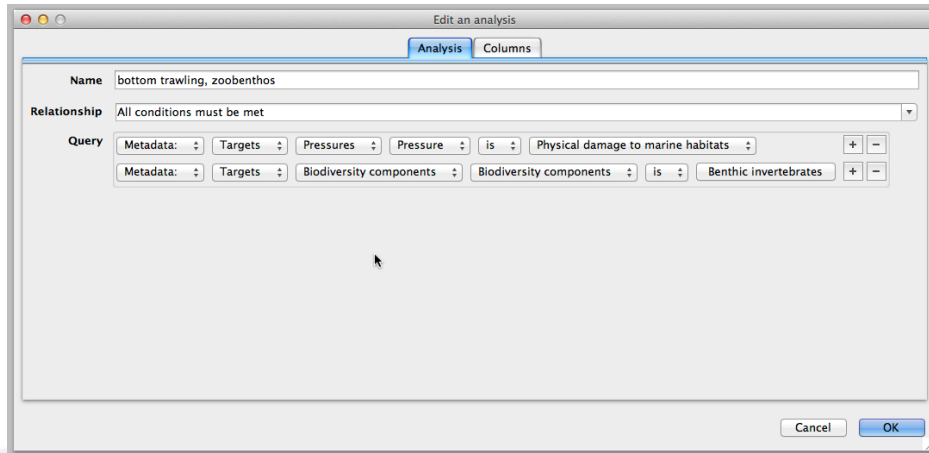 Edit an analysis
Analysis Columns
Name bottom trawling, zoobenthos
Relationship All conditions must be met
Query Metadata: Targets Pressures Pressure is Physical damage to marine habitats + −
Metadata: Targets Biodiversity components Biodiversity components is Benthic invertebrates + −
Cancel OK